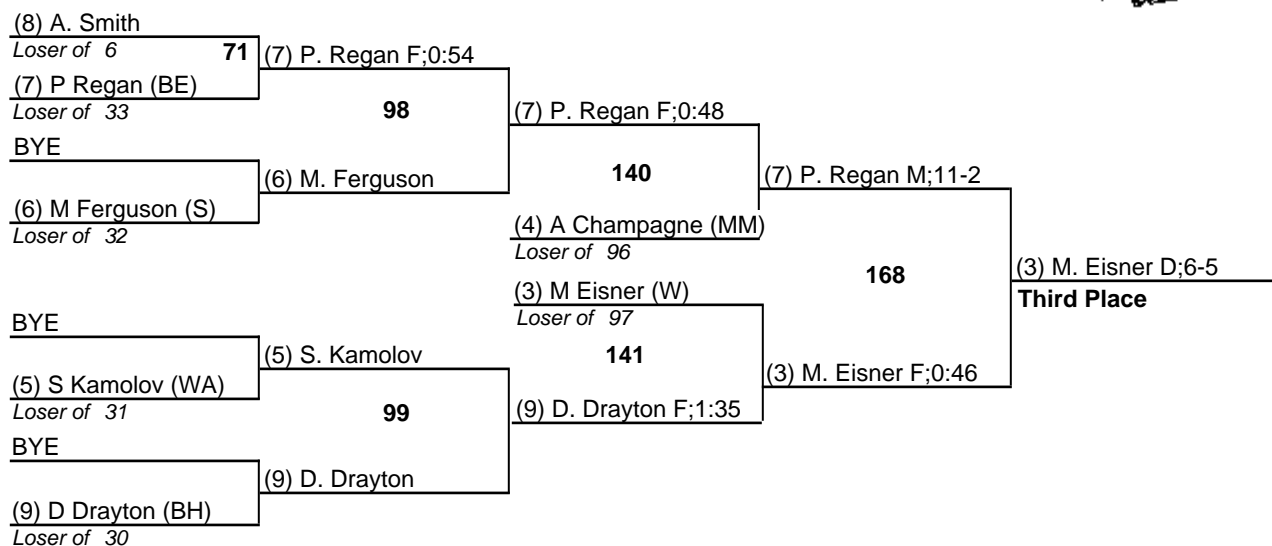 (8) A. Smith
Loser of 6
71
(7) P. Regan F;0:54
(7) P Regan (BE)
Loser of 33
98
(7) P. Regan F;0:48
BYE
(6) M. Ferguson
140
(7) P. Regan M;11-2
(6) M Ferguson (S)
Loser of 32
(4) A Champagne (MM)
Loser of 96
168
(3) M. Eisner D;6-5
Third Place
(3) M Eisner (W)
Loser of 97
BYE
(5) S. Kamolov
141
(3) M. Eisner F;0:46
(5) S Kamolov (WA)
Loser of 31
99
(9) D. Drayton F;1:35
BYE
(9) D. Drayton
(9) D Drayton (BH)
Loser of 30